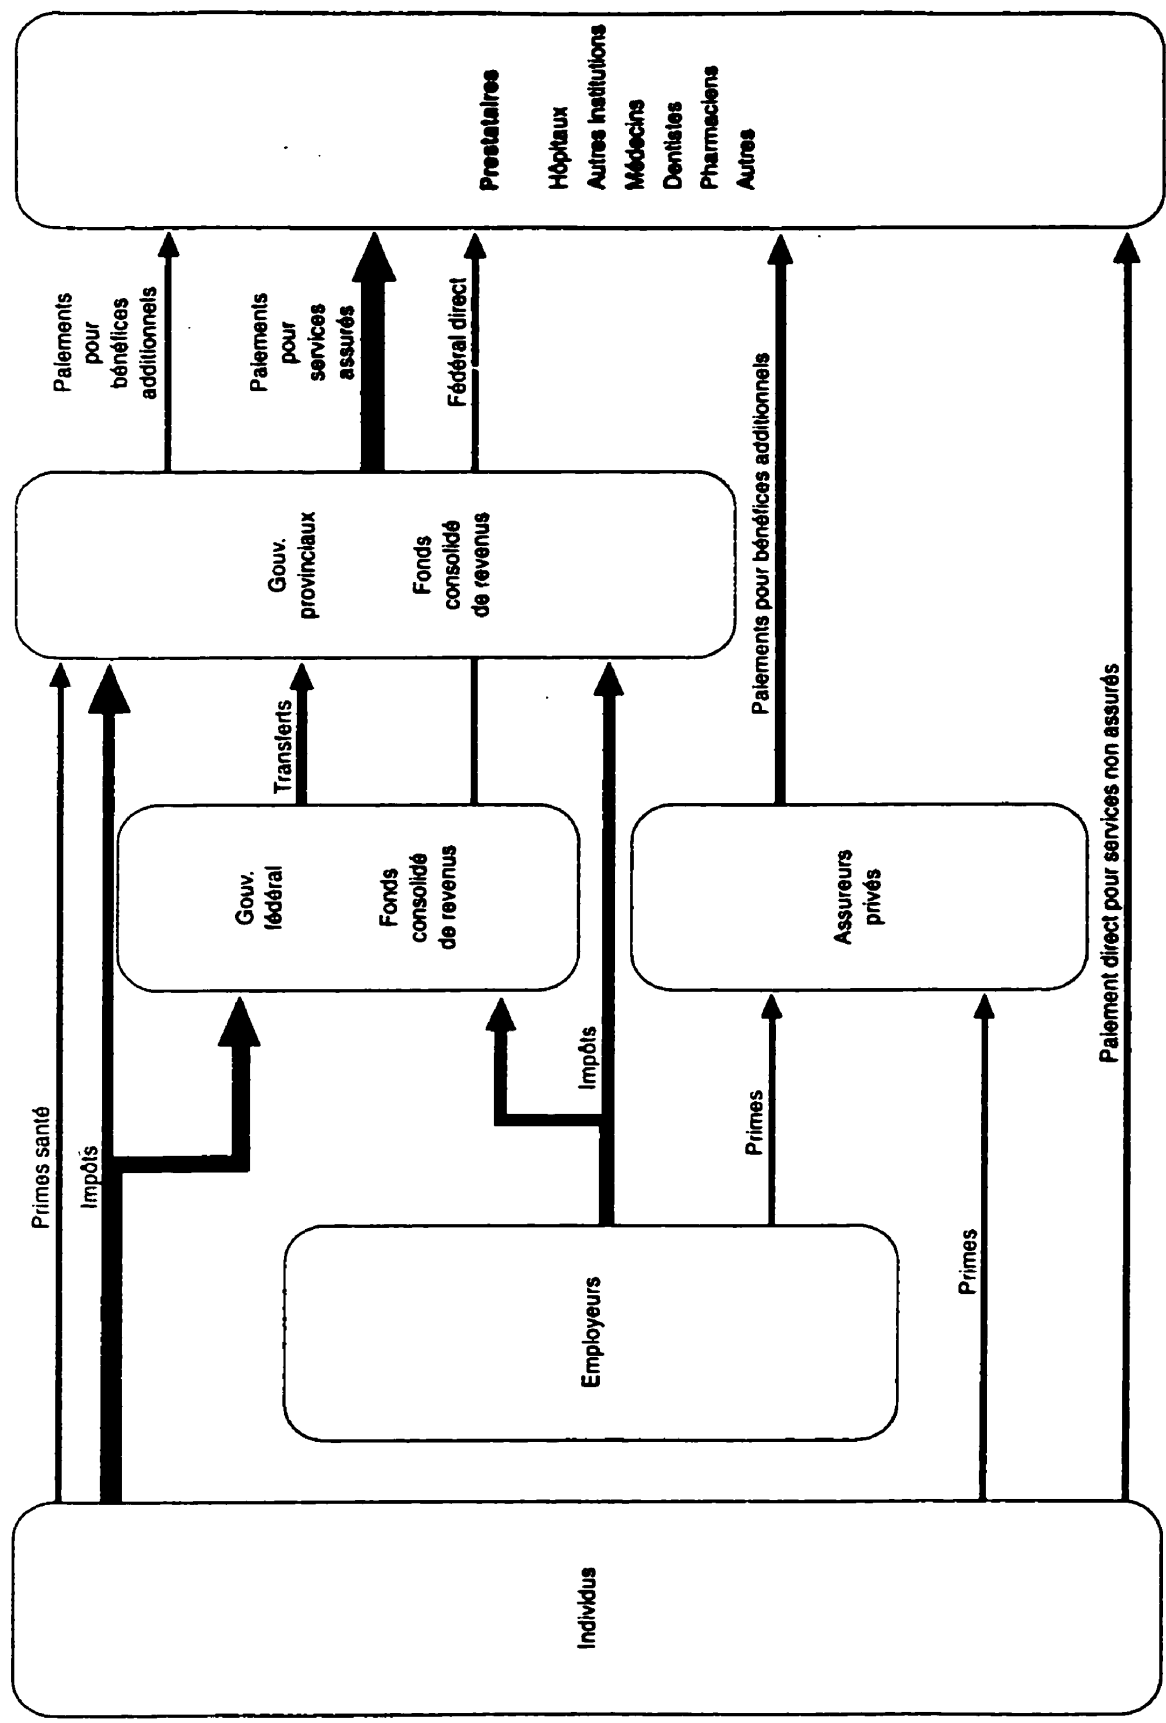 Individus
Employeurs
Primes santé
Impôts
Impôts
Primes
Primes
Gouv.
fédéral
Fonds
consolidé
de revenus
Assureurs
privés
Transferts
Gouv.
provinciaux
Fonds
consolidé
de revenus
Paiements
pour
bénéfices
additionnels
Paiements
pour
services
assurés
Fédéral direct
Paiements pour bénéfices additionnels
Paiement direct pour services non assurés
Prestataires
Hôpitaux
Autres institutions
Médecins
Dentistes
Pharmaciens
Autres